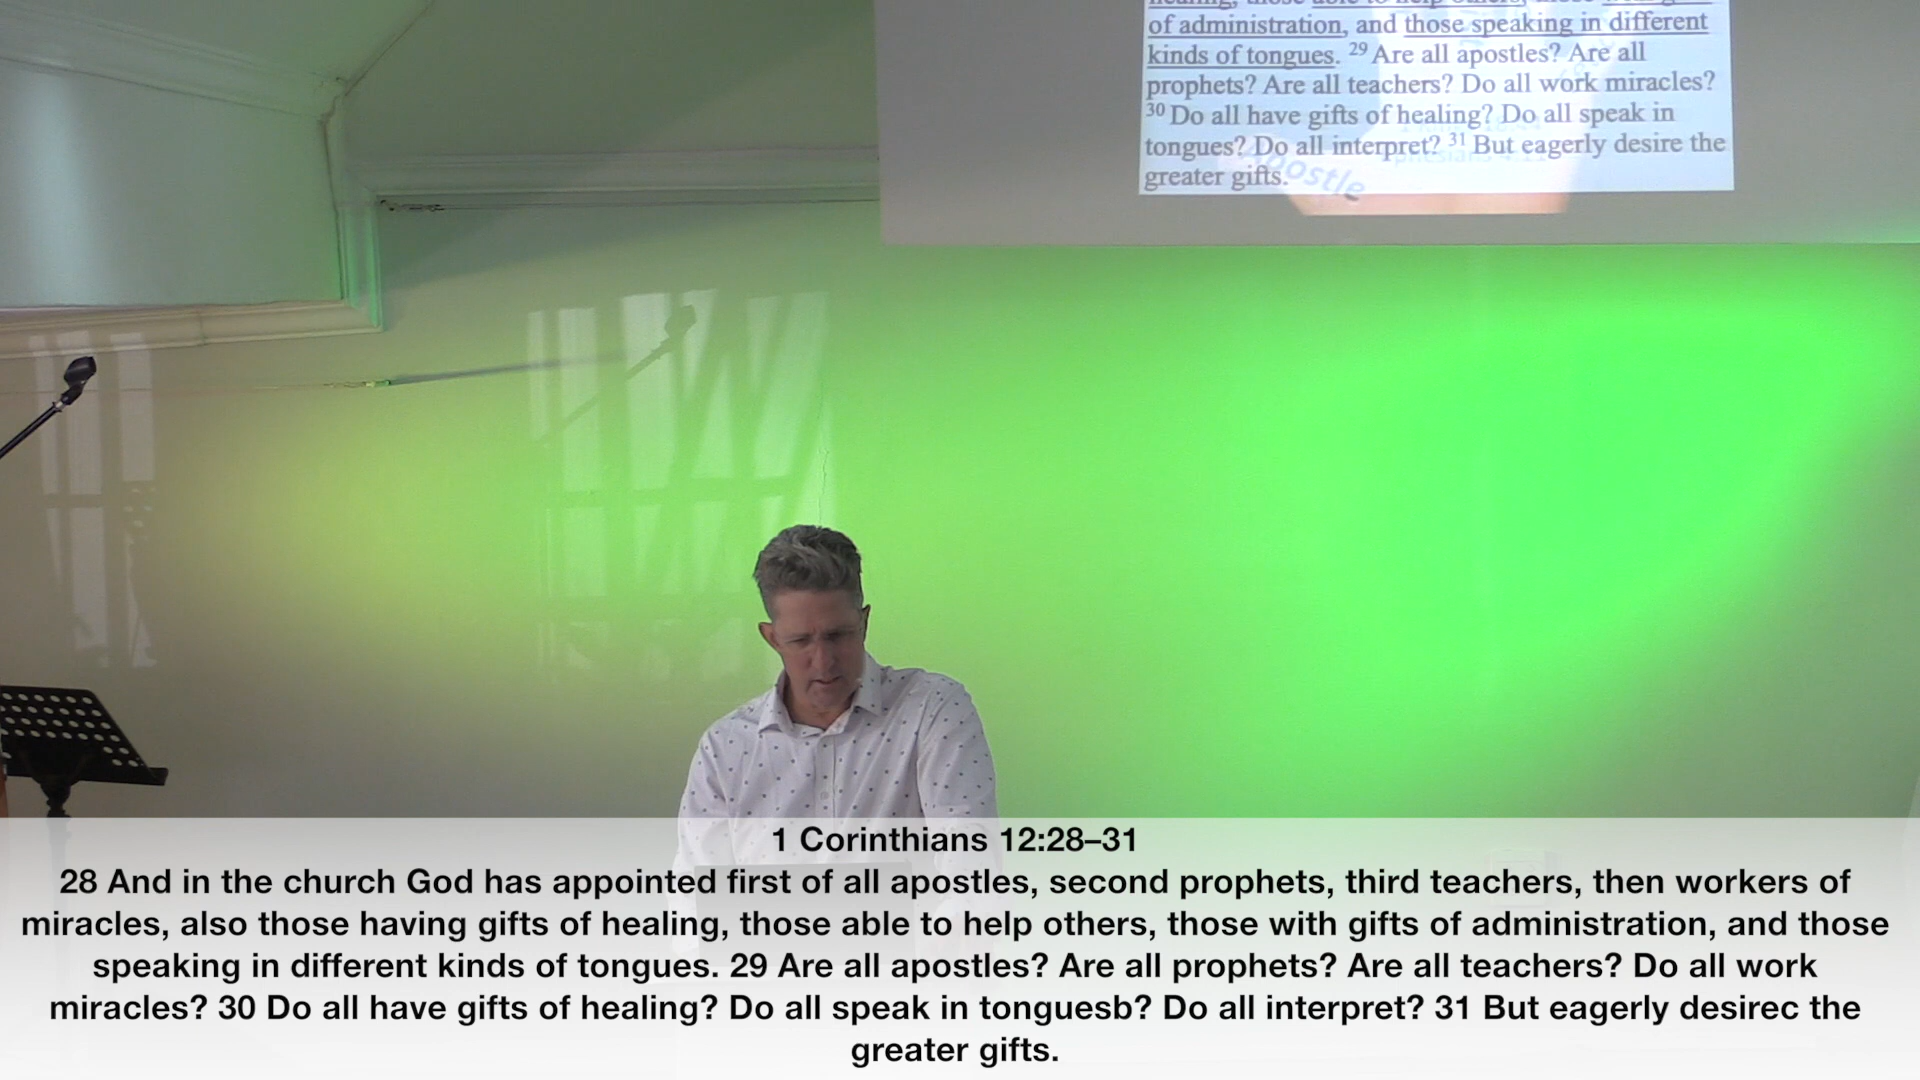 of administration, and those speaking in different
kinds of tongues. 29 Are all apostles? Are all
prophets? Are all teachers? Do all work miracles?
30 Do all have gifts of healing? Do all speak in
tongues? Do all interpret? 31 But eagerly desire the
greater gifts.
Apostle
1 Corinthians 12:28–31
28 And in the church God has appointed first of all apostles, second prophets, third teachers, then workers of
miracles, also those having gifts of healing, those able to help others, those with gifts of administration, and those
speaking in different kinds of tongues. 29 Are all apostles? Are all prophets? Are all teachers? Do all work
miracles? 30 Do all have gifts of healing? Do all speak in tonguesb? Do all interpret? 31 But eagerly desirec the
greater gifts.